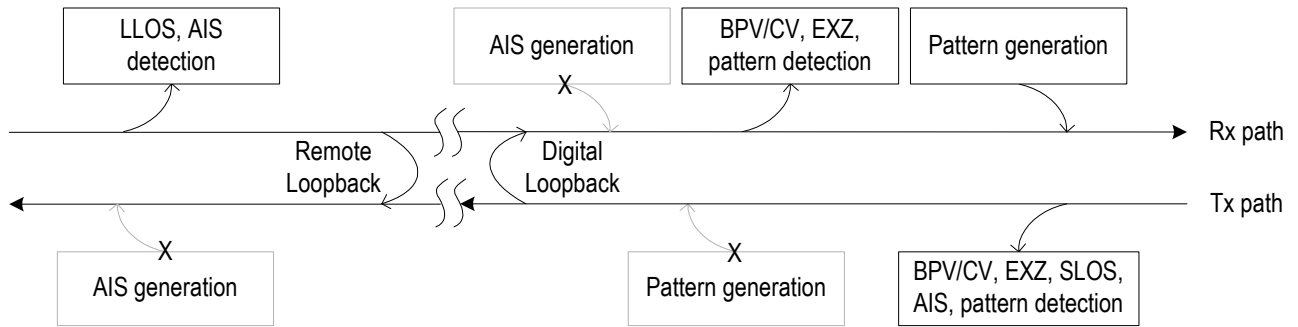 LLOS, AIS
detection
AIS generation
X
BPV/CV, EXZ,
pattern detection
Pattern generation
Rx path
Remote
Loopback
Digital
Loopback
Tx path
X
AIS generation
X
Pattern generation
BPV/CV, EXZ, SLOS,
AIS, pattern detection